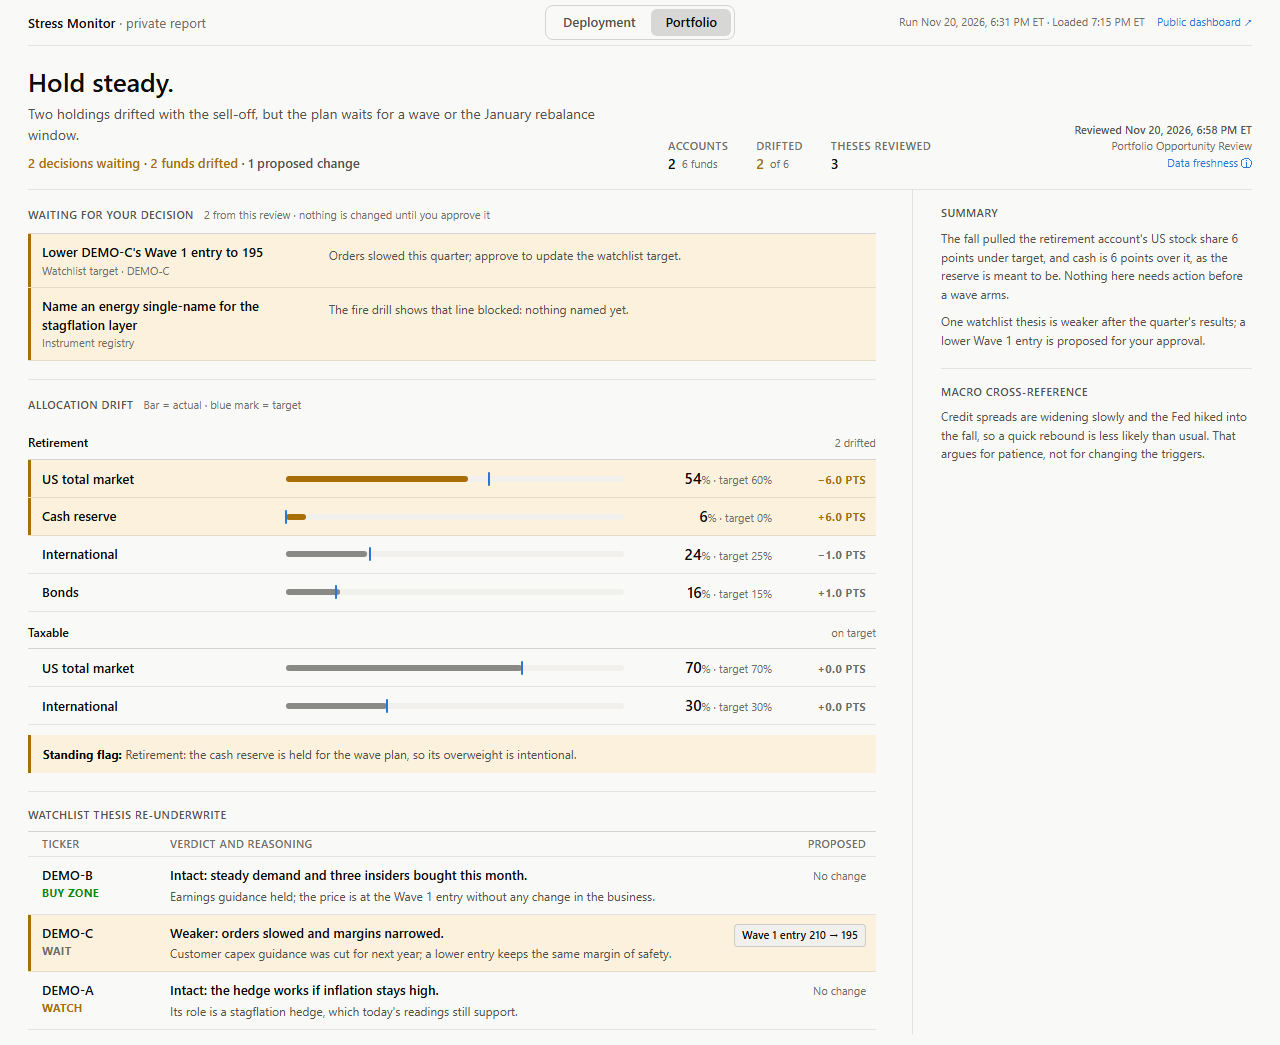 Stress Monitor · private report
Deployment
Portfolio
Run Nov 20, 2026, 6:31 PM ET · Loaded 7:15 PM ET
Public dashboard ↗
Hold steady.
Two holdings drifted with the sell-off, but the plan waits for a wave or the January rebalance
window.
2 decisions waiting · 2 funds drifted · 1 proposed change
ACCOUNTS
2 6 funds
DRIFTED
2 of 6
THESES REVIEWED
3
Reviewed Nov 20, 2026, 6:58 PM ET
Portfolio Opportunity Review
Data freshness ⓘ
WAITING FOR YOUR DECISION 2 from this review · nothing is changed until you approve it
Lower DEMO-C's Wave 1 entry to 195
Watchlist target · DEMO-C
Orders slowed this quarter; approve to update the watchlist target.
Name an energy single-name for the
stagflation layer
Instrument registry
The fire drill shows that line blocked: nothing named yet.
ALLOCATION DRIFT Bar = actual · blue mark = target
Retirement
2 drifted
US total market
54% · target 60%
−6.0 PTS
Cash reserve
6% · target 0%
+6.0 PTS
International
24% · target 25%
−1.0 PTS
Bonds
16% · target 15%
+1.0 PTS
Taxable
on target
US total market
70% · target 70%
+0.0 PTS
International
30% · target 30%
+0.0 PTS
Standing flag: Retirement: the cash reserve is held for the wave plan, so its overweight is intentional.
WATCHLIST THESIS RE-UNDERWRITE
TICKER
VERDICT AND REASONING
PROPOSED
DEMO-B
BUY ZONE
Intact: steady demand and three insiders bought this month.
Earnings guidance held; the price is at the Wave 1 entry without any change in the business.
No change
DEMO-C
WAIT
Weaker: orders slowed and margins narrowed.
Customer capex guidance was cut for next year; a lower entry keeps the same margin of safety.
Wave 1 entry 210 → 195
DEMO-A
WATCH
Intact: the hedge works if inflation stays high.
Its role is a stagflation hedge, which today's readings still support.
No change
SUMMARY
The fall pulled the retirement account's US stock share 6
points under target, and cash is 6 points over it, as the
reserve is meant to be. Nothing here needs action before
a wave arms.
One watchlist thesis is weaker after the quarter's results; a
lower Wave 1 entry is proposed for your approval.
MACRO CROSS-REFERENCE
Credit spreads are widening slowly and the Fed hiked into
the fall, so a quick rebound is less likely than usual. That
argues for patience, not for changing the triggers.